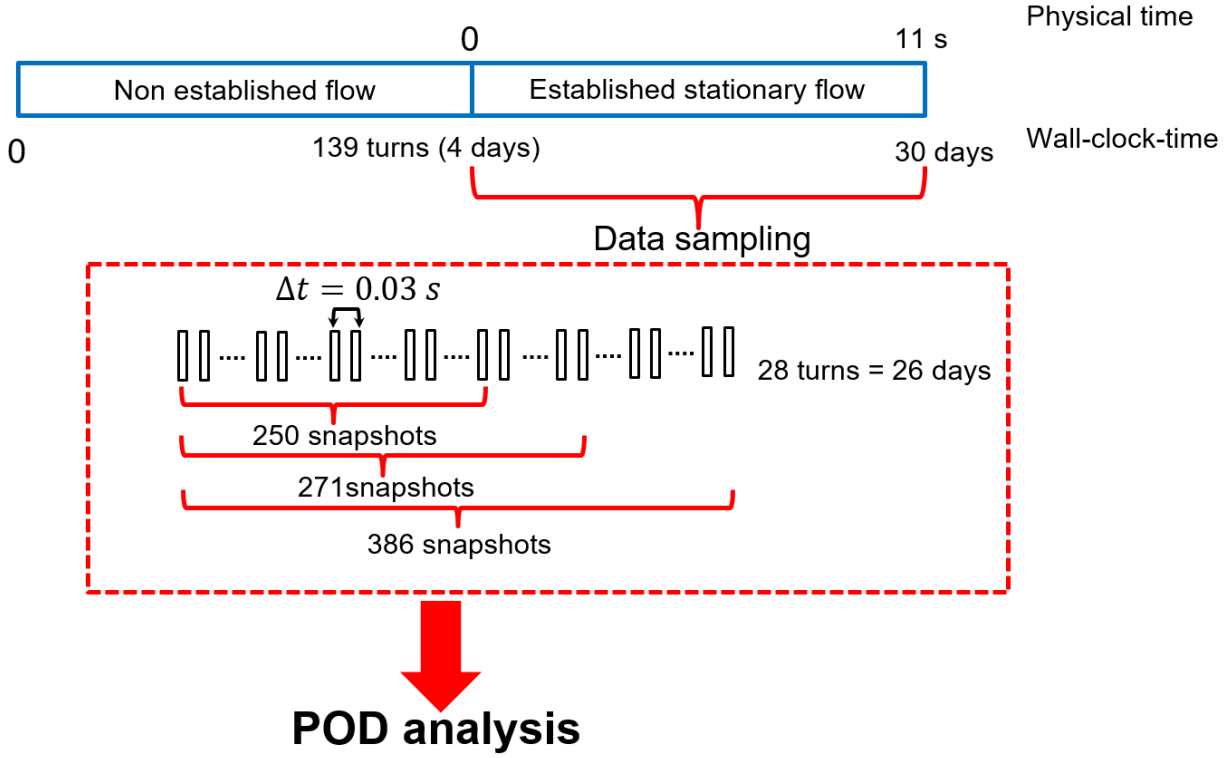 Physical time
0
11 s
Non established flow
Established stationary flow
0
139 turns (4 days)
30 days
Wall-clock-time
Data sampling
Δt = 0.03 s
28 turns = 26 days
250 snapshots
271snapshots
386 snapshots
POD analysis